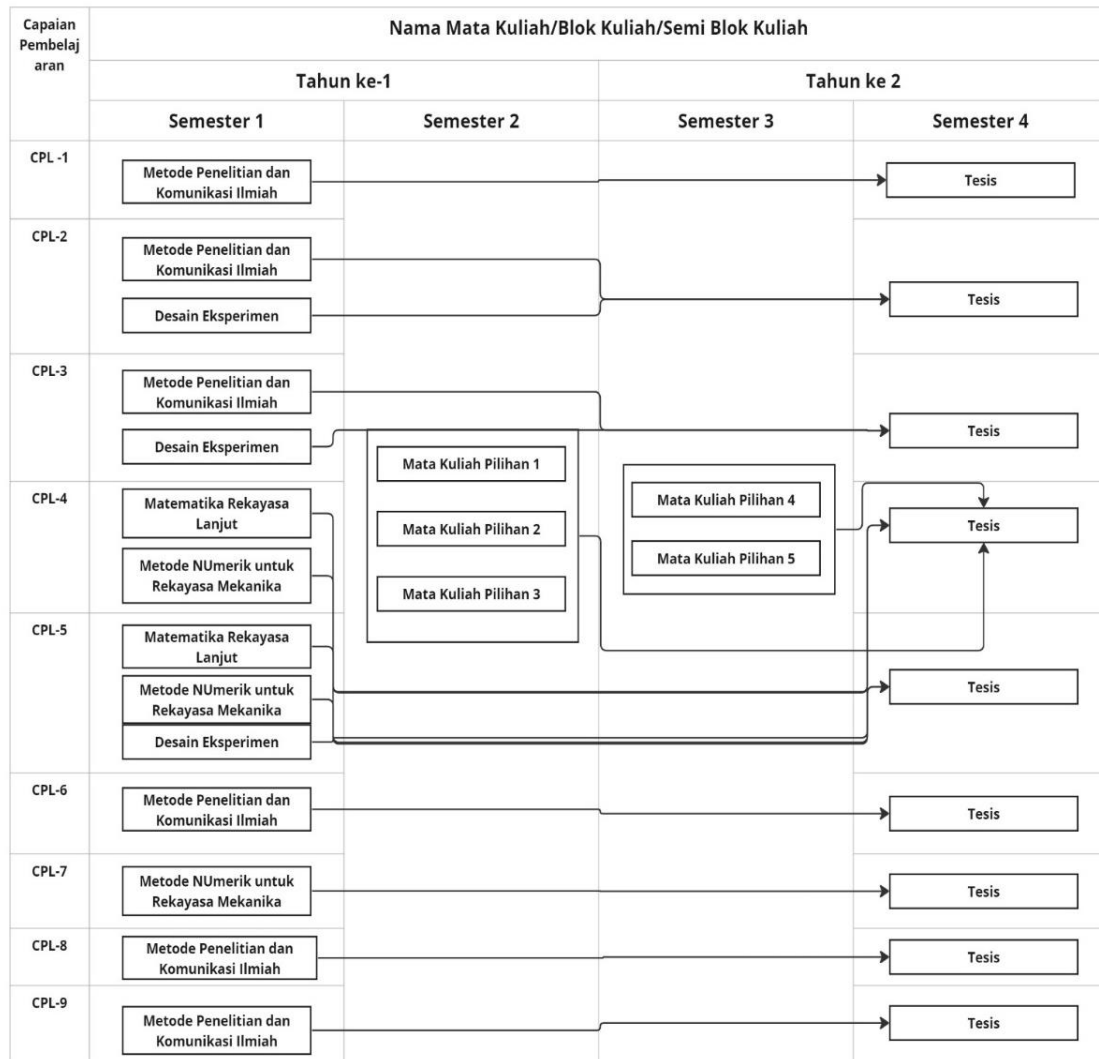 Capaian
Pembelaj
aran
Nama Mata Kuliah/Blok Kuliah/Semi Blok Kuliah
Tahun ke-1
Tahun ke 2
Semester 1
Semester 2
Semester 3
Semester 4
CPL -1
Metode Penelitian dan
Komunikasi Ilmiah
Tesis
CPL-2
Metode Penelitian dan
Komunikasi Ilmiah
Desain Eksperimen
Tesis
CPL-3
Metode Penelitian dan
Komunikasi Ilmiah
Desain Eksperimen
Tesis
Mata Kuliah Pilihan 1
Mata Kuliah Pilihan 2
Mata Kuliah Pilihan 3
Mata Kuliah Pilihan 4
Mata Kuliah Pilihan 5
CPL-4
Matematika Rekayasa
Lanjut
Metode NUmerik untuk
Rekayasa Mekanika
Tesis
CPL-5
Matematika Rekayasa
Lanjut
Metode NUmerik untuk
Rekayasa Mekanika
Desain Eksperimen
Tesis
CPL-6
Metode Penelitian dan
Komunikasi Ilmiah
Tesis
CPL-7
Metode NUmerik untuk
Rekayasa Mekanika
Tesis
CPL-8
Metode Penelitian dan
Komunikasi Ilmiah
Tesis
CPL-9
Metode Penelitian dan
Komunikasi Ilmiah
Tesis